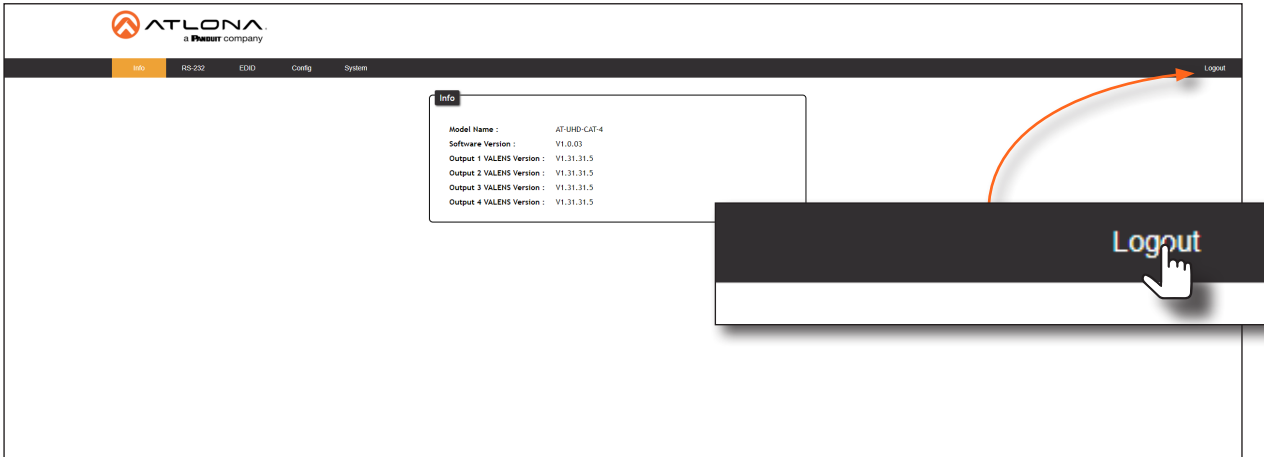 ATLONA.
a PANDUIT company
Info RS-232 EDID Config System Logout
Info
Model Name : AT-UHD-CAT-4
Software Version : V1.0.03
Output 1 VALENS Version : V1.31.31.5
Output 2 VALENS Version : V1.31.31.5
Output 3 VALENS Version : V1.31.31.5
Output 4 VALENS Version : V1.31.31.5
Logout